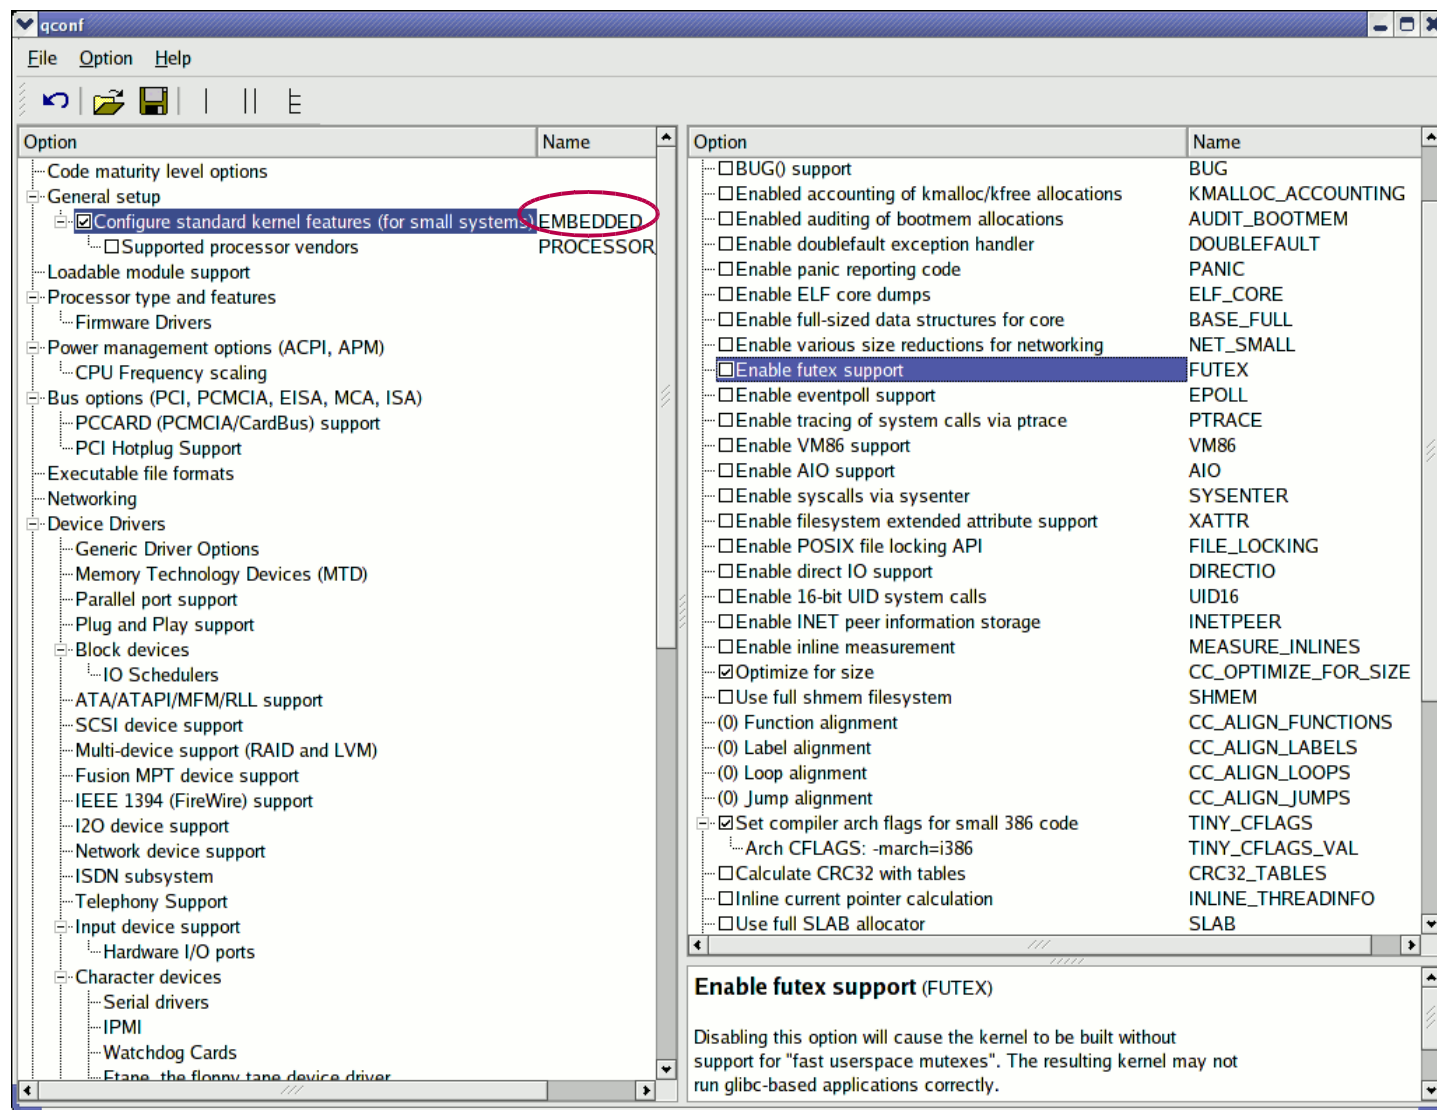 qconf
File Option Help
Option Name
Code maturity level options
General setup
Configure standard kernel features (for small systems) EMBEDDED
Supported processor vendors PROCESSOR
Loadable module support
Processor type and features
Firmware Drivers
Power management options (ACPI, APM)
CPU Frequency scaling
Bus options (PCI, PCMCIA, EISA, MCA, ISA)
PCCARD (PCMCIA/CardBus) support
PCI Hotplug Support
Executable file formats
Networking
Device Drivers
Generic Driver Options
Memory Technology Devices (MTD)
Parallel port support
Plug and Play support
Block devices
IO Schedulers
ATA/ATAPI/MFM/RLL support
SCSI device support
Multi-device support (RAID and LVM)
Fusion MPT device support
IEEE 1394 (FireWire) support
I2O device support
Network device support
ISDN subsystem
Telephony Support
Input device support
Hardware I/O ports
Character devices
Serial drivers
IPMI
Watchdog Cards
Ftape, the floppy tape device driver
Option Name
BUG() support BUG
Enabled accounting of kmalloc/kfree allocations KMALLOC_ACCOUNTING
Enabled auditing of bootmem allocations AUDIT_BOOTMEM
Enable doublefault exception handler DOUBLEFAULT
Enable panic reporting code PANIC
Enable ELF core dumps ELF_CORE
Enable full-sized data structures for core BASE_FULL
Enable various size reductions for networking NET_SMALL
Enable futex support FUTEX
Enable eventpoll support EPOLL
Enable tracing of system calls via ptrace PTRACE
Enable VM86 support VM86
Enable AIO support AIO
Enable syscalls via sysenter SYSENTER
Enable filesystem extended attribute support XATTR
Enable POSIX file locking API FILE_LOCKING
Enable direct IO support DIRECTIO
Enable 16-bit UID system calls UID16
Enable INET peer information storage INETPEER
Enable inline measurement MEASURE_INLINES
Optimize for size CC_OPTIMIZE_FOR_SIZE
Use full shmem filesystem SHMEM
(0) Function alignment CC_ALIGN_FUNCTIONS
(0) Label alignment CC_ALIGN_LABELS
(0) Loop alignment CC_ALIGN_LOOPS
(0) Jump alignment CC_ALIGN_JUMPS
Set compiler arch flags for small 386 code TINY_CFLAGS
Arch CFLAGS: -march=i386 TINY_CFLAGS_VAL
Calculate CRC32 with tables CRC32_TABLES
Inline current pointer calculation INLINE_THREADINFO
Use full SLAB allocator SLAB
Enable futex support (FUTEX)
Disabling this option will cause the kernel to be built without
support for "fast userspace mutexes". The resulting kernel may not
run glibc-based applications correctly.